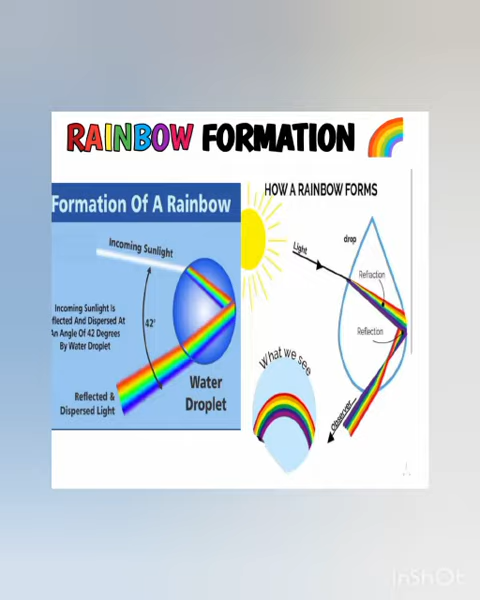 RAINBOW FORMATION
Formation Of A Rainbow
Incoming Sunlight
Incoming Sunlight Is
flected And Dispersed At
An Angle Of 42 Degrees
By Water Droplet
42°
Reflected &
Dispersed Light
Water
Droplet
HOW A RAINBOW FORMS
Light
drop
Refraction
Reflection
What we see
Observer
InShOt